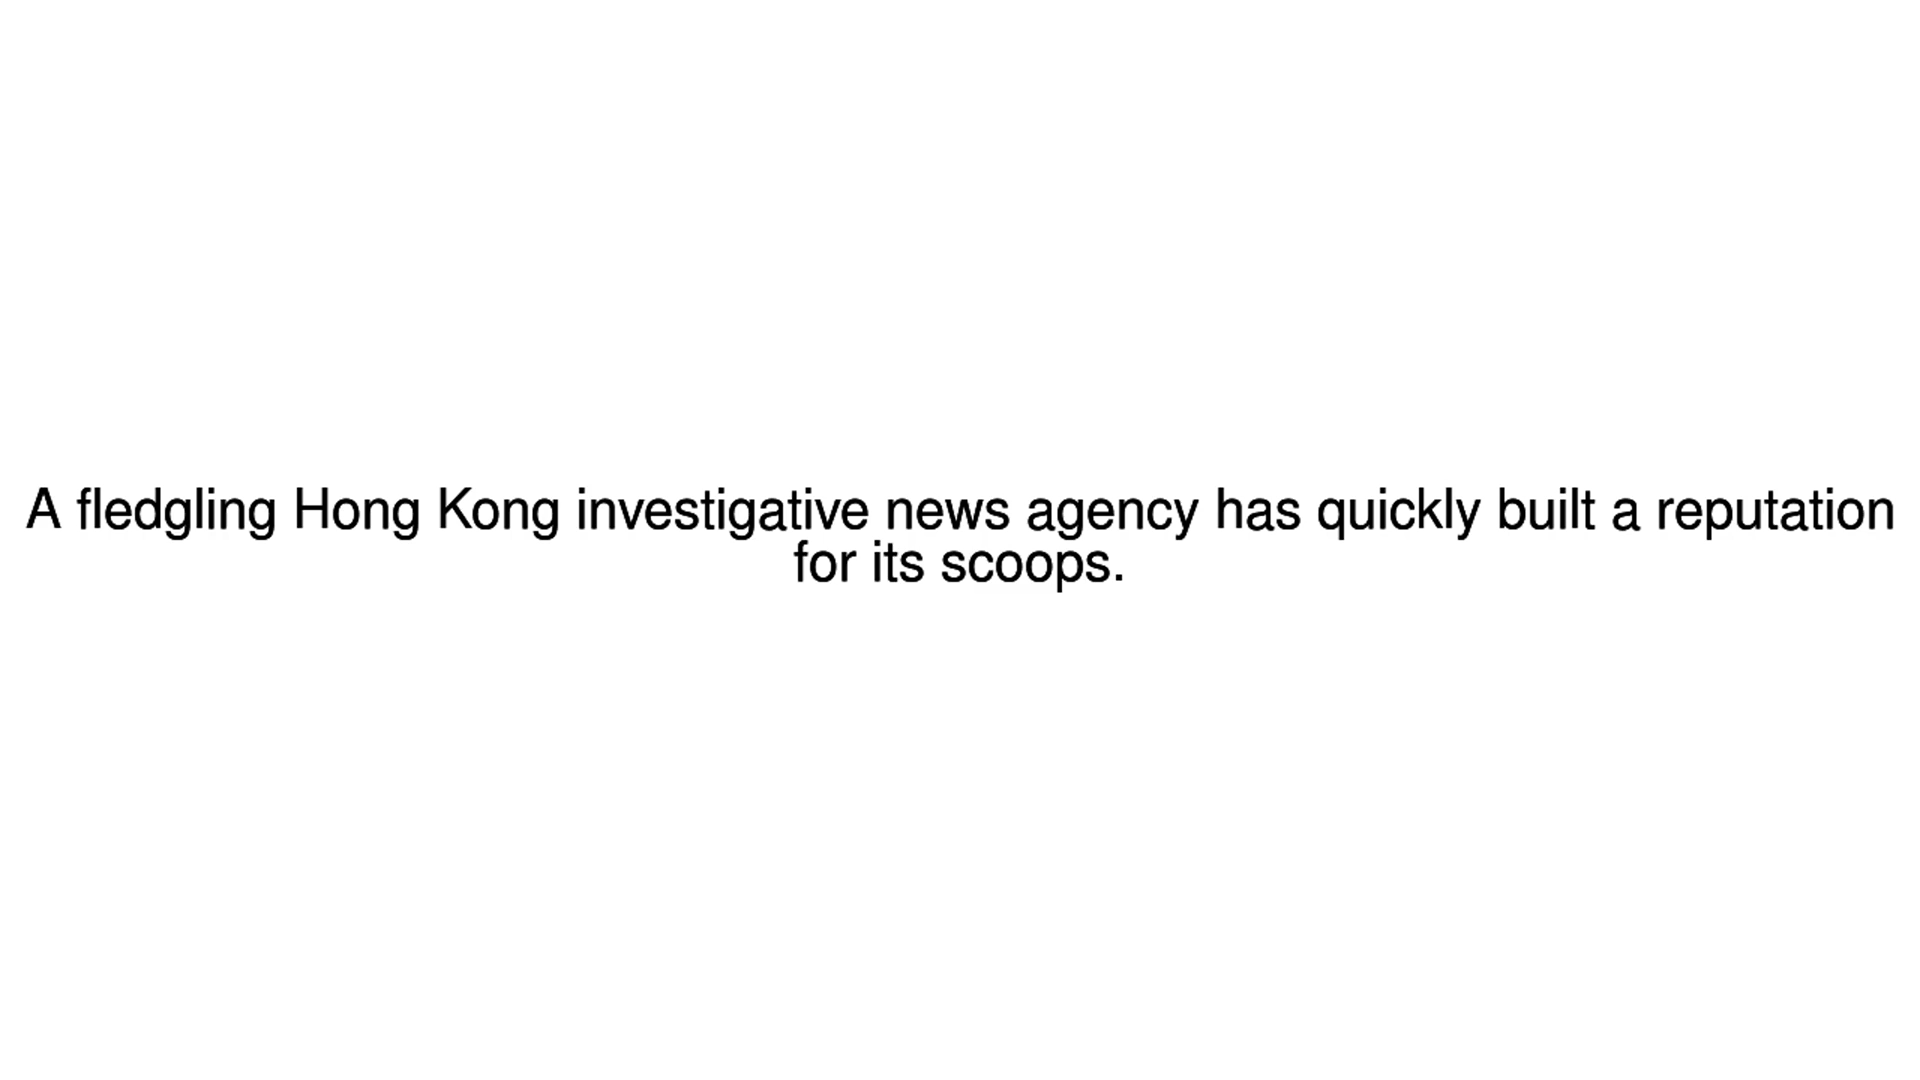 A fledgling Hong Kong investigative news agency has quickly built a reputation
for its scoops.